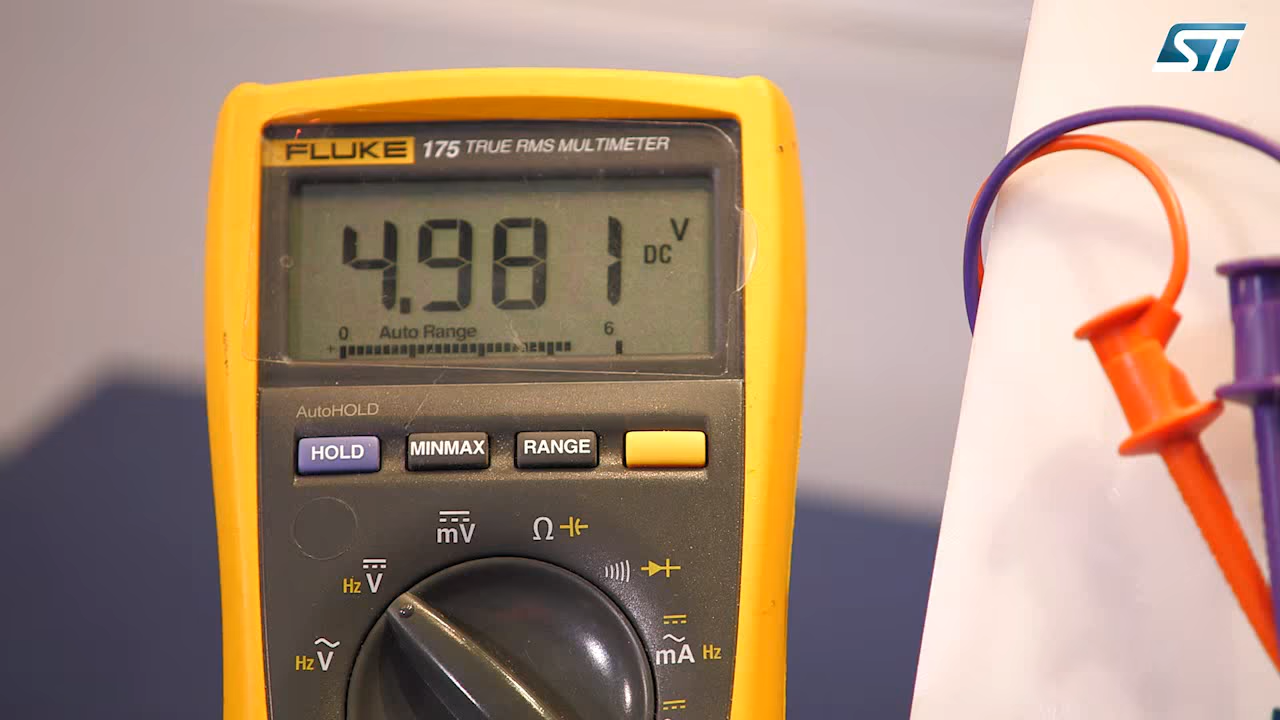 ST
FLUKE 175 TRUE RMS MULTIMETER
4.981 DC V
0 Auto Range 6
AutoHOLD
HOLD MINMAX RANGE
mV Ω
Hz V
Hz V
mA Hz